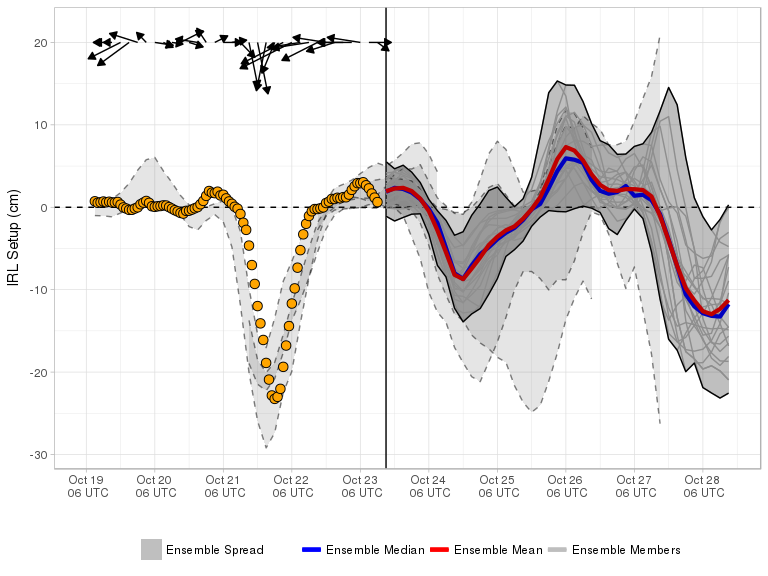 IRL Setup (cm)
20
10
0
-10
-20
-30
Oct 19 Oct 20 Oct 21 Oct 22 Oct 23 Oct 24 Oct 25 Oct 26 Oct 27 Oct 28
06 UTC 06 UTC 06 UTC 06 UTC 06 UTC 06 UTC 06 UTC 06 UTC 06 UTC 06 UTC
Ensemble Spread Ensemble Median Ensemble Mean Ensemble Members